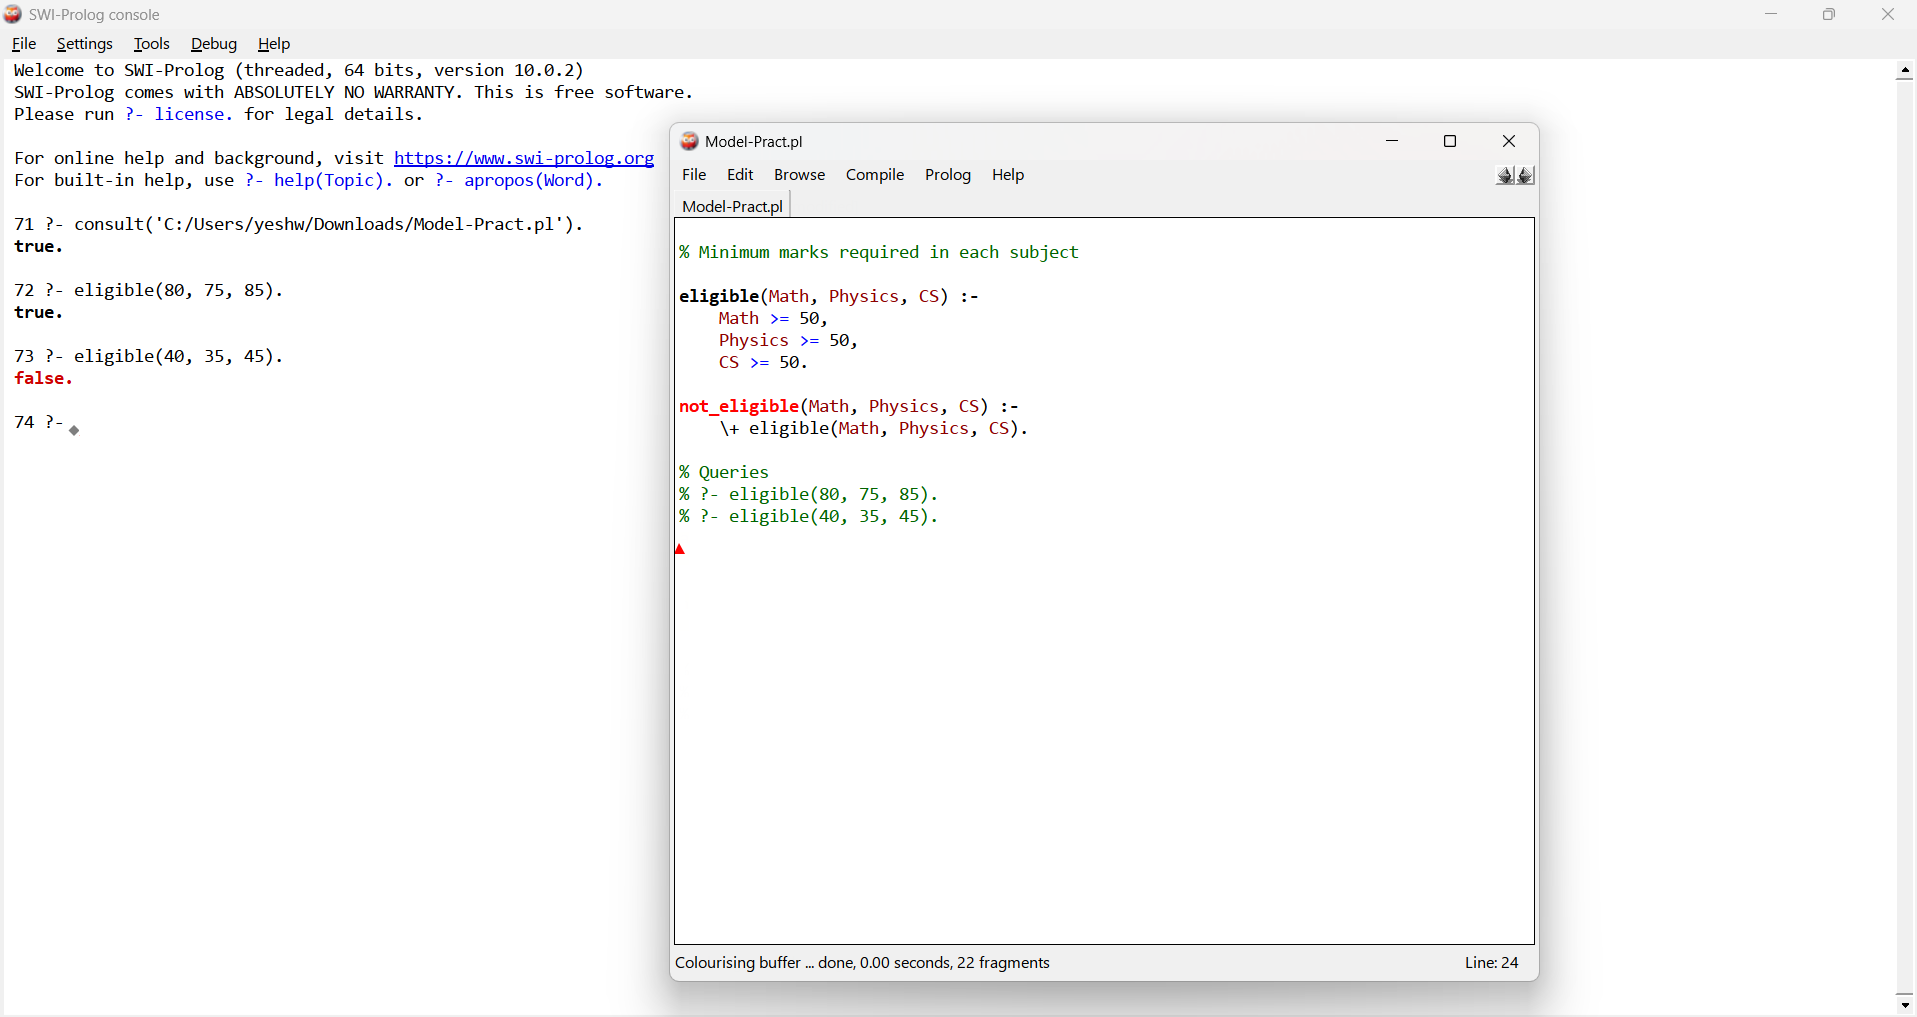 SWI-Prolog console
File Settings Tools Debug Help
Welcome to SWI-Prolog (threaded, 64 bits, version 10.0.2)
SWI-Prolog comes with ABSOLUTELY NO WARRANTY. This is free software.
Please run ?- license. for legal details.
For online help and background, visit https://www.swi-prolog.org
For built-in help, use ?- help(Topic). or ?- apropos(Word).
71 ?- consult('C:/Users/yeshw/Downloads/Model-Pract.pl').
true.
72 ?- eligible(80, 75, 85).
true.
73 ?- eligible(40, 35, 45).
false.
74 ?-
Model-Pract.pl
File Edit Browse Compile Prolog Help
Model-Pract.pl
% Minimum marks required in each subject
eligible(Math, Physics, CS) :-
Math >= 50,
Physics >= 50,
CS >= 50.
not_eligible(Math, Physics, CS) :-
\+ eligible(Math, Physics, CS).
% Queries
% ?- eligible(80, 75, 85).
% ?- eligible(40, 35, 45).
Colourising buffer ... done, 0.00 seconds, 22 fragments
Line: 24